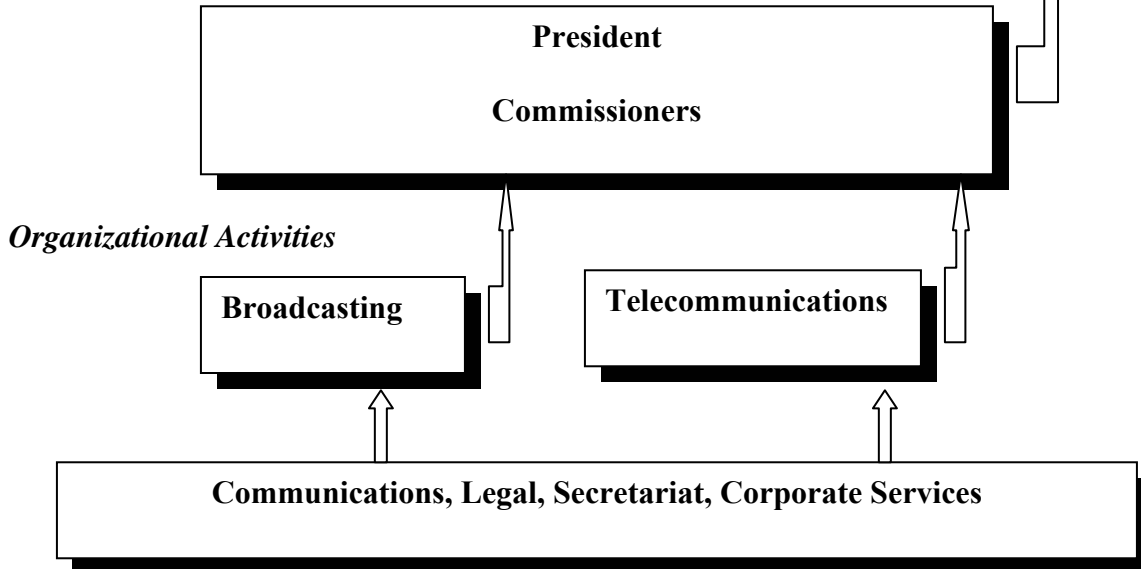 President
Commissioners
Organizational Activities
Broadcasting
Telecommunications
Communications, Legal, Secretariat, Corporate Services